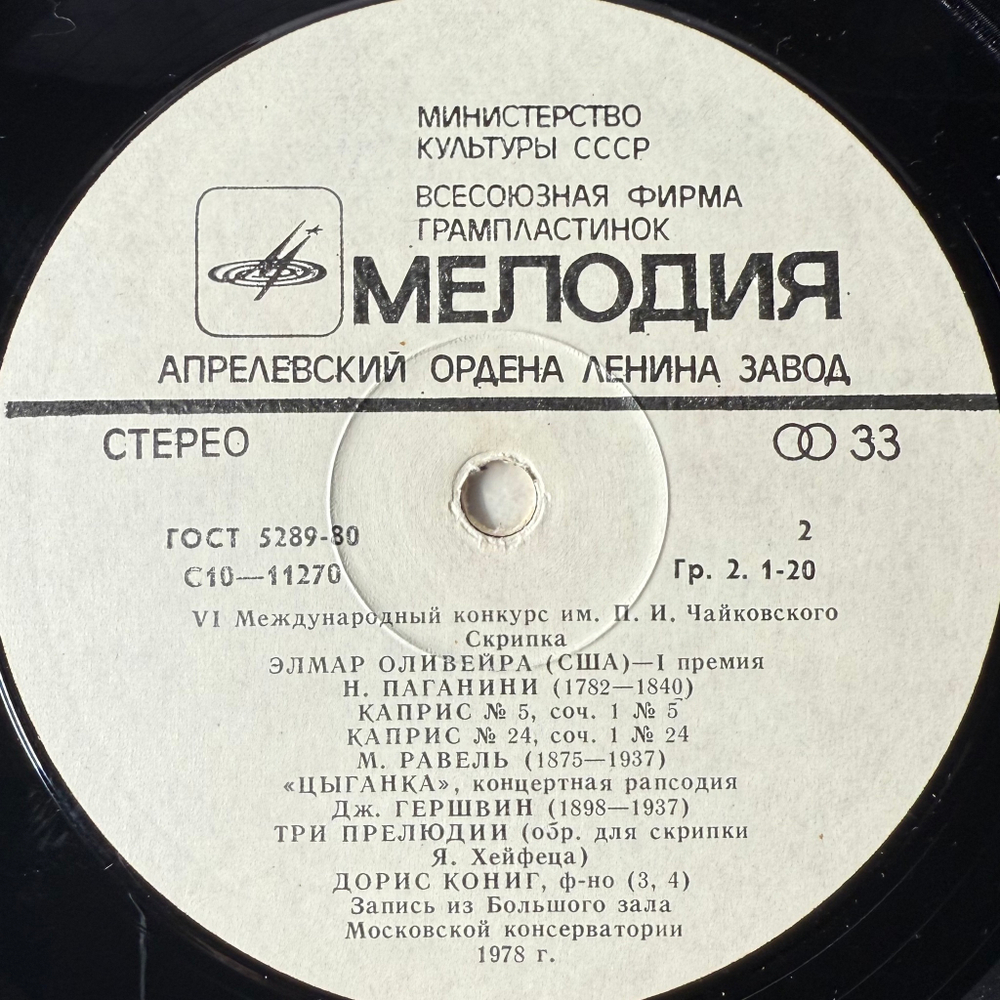 МИНИСТЕРСТВО
КУЛЬТУРЫ СССР
ВСЕСОЮЗНАЯ ФИРМА
ГРАМПЛАСТИНОК
МЕЛОДИЯ
АПРЕЛЕВСКИЙ ОРДЕНА ЛЕНИНА ЗАВОД
СТЕРЕО 33
ГОСТ 5289-80 2
С10—11270 Гр. 2. 1-20
VI Международный конкурс им. П. И. Чайковского
Скрипка
ЭЛМАР ОЛИВЕЙРА (США)—I премия
Н. ПАГАНИНИ (1782—1840)
КАПРИС № 5, соч. 1 № 5
КАПРИС № 24, соч. 1 № 24
М. РАВЕЛЬ (1875—1937)
«ЦЫГАНКА», концертная рапсодия
Дж. ГЕРШВИН (1898—1937)
ТРИ ПРЕЛЮДИИ (обр. для скрипки
Я. Хейфеца)
ДОРИС КОНИГ, ф-но (3, 4)
Запись из Большого зала
Московской консерватории
1978 г.